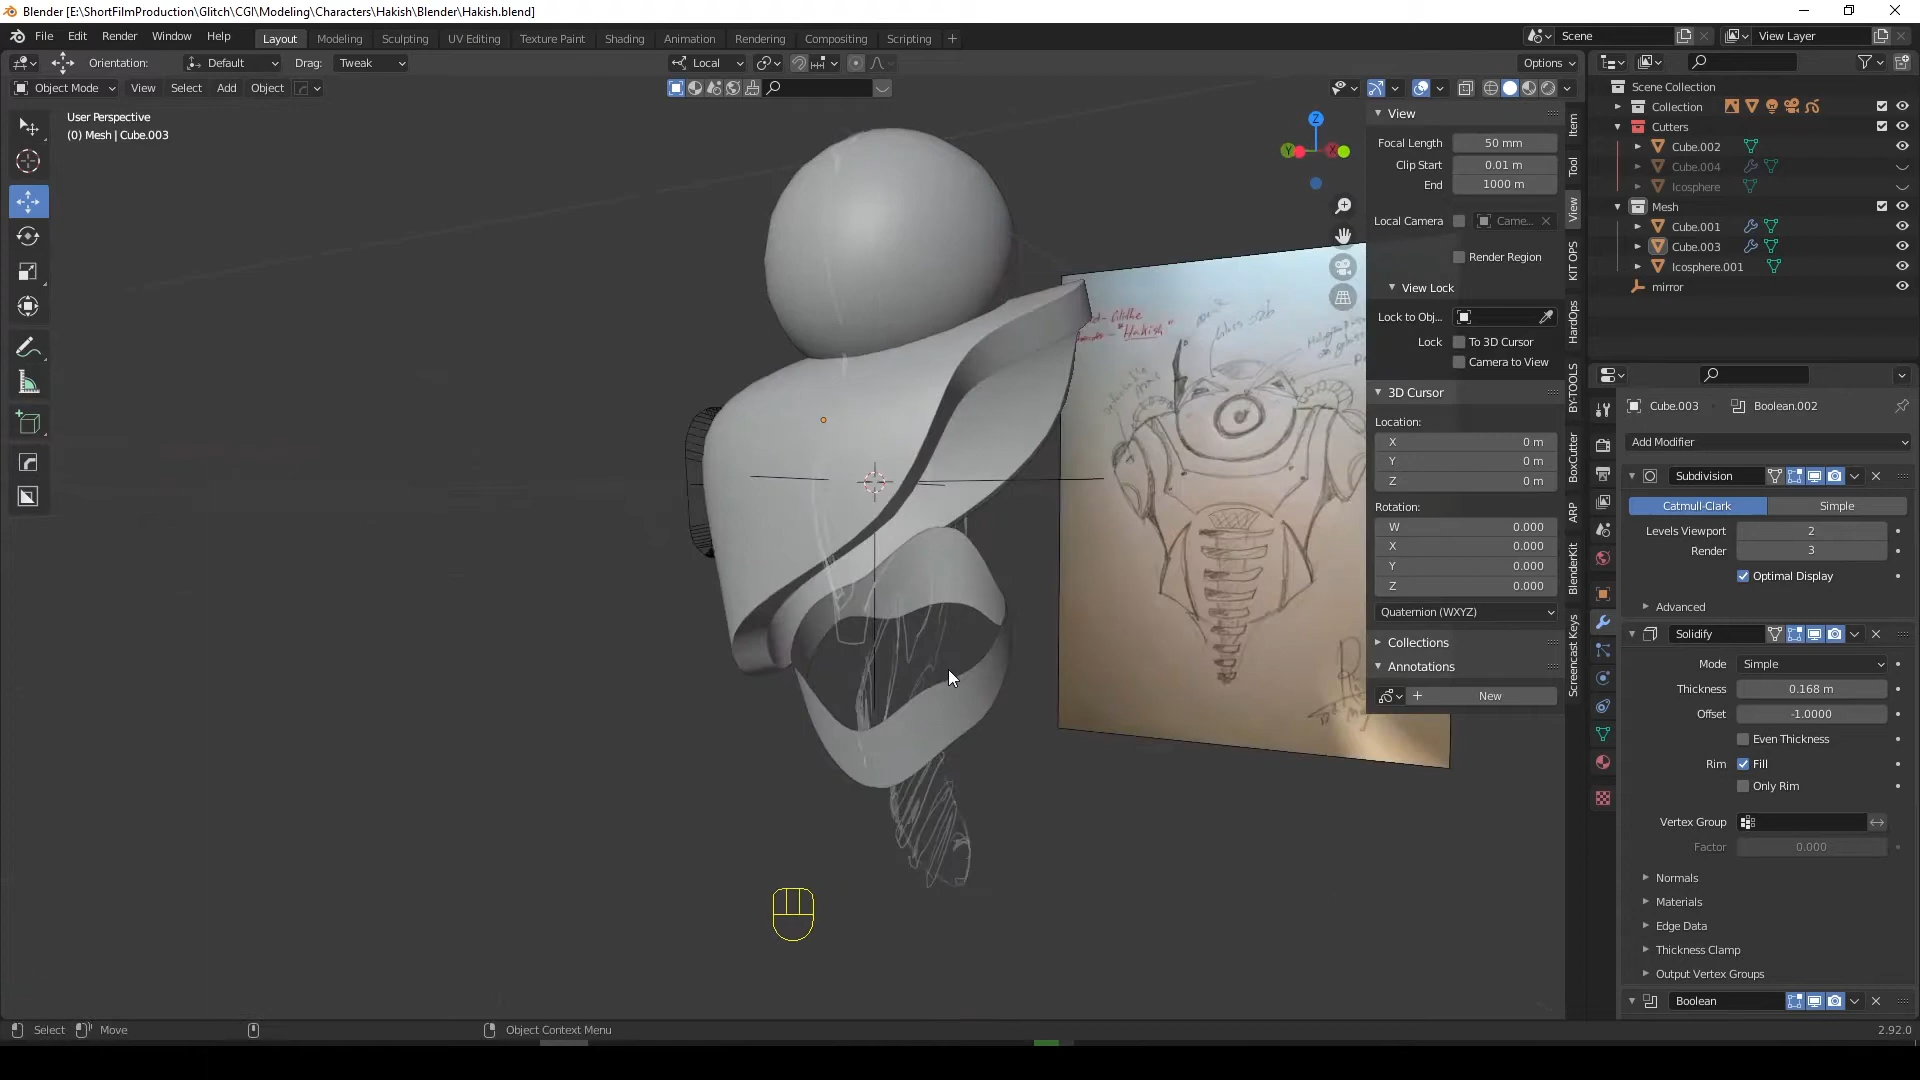 Blender [E:\ShortFilmProduction\Glitch\CGI\Modeling\Characters\Hakish\Blender\Hakish.blend]
File Edit Render Window Help
Layout Modeling Sculpting UV Editing Texture Paint Shading Animation Rendering Compositing Scripting +
Scene
View Layer
Orientation: Default Drag: Tweak
Local
Options
Object Mode View Select Add Object
User Perspective
(0) Mesh | Cube.003
Z
Y
X
"Hakish"
View
Focal Length 50 mm
Clip Start 0.01 m
End 1000 m
Local Camera Came...
Render Region
View Lock
Lock to Obj...
Lock To 3D Cursor
Camera to View
3D Cursor
Location:
X 0 m
Y 0 m
Z 0 m
Rotation:
W 0.000
X 0.000
Y 0.000
Z 0.000
Quaternion (WXYZ)
Collections
Annotations
+ New
Item
Tool
View
KIT OPS
HardOps
BY-TOOLS
BoxCutter
ARP
BlenderKit
Screencast Keys
Scene Collection
Collection
Cutters
Cube.002
Cube.004
Icosphere
Mesh
Cube.001
Cube.003
Icosphere.001
mirror
Cube.003 Boolean.002
Add Modifier
Subdivision
Catmull-Clark Simple
Levels Viewport 2
Render 3
Optimal Display
Advanced
Solidify
Mode Simple
Thickness 0.168 m
Offset -1.0000
Even Thickness
Rim Fill
Only Rim
Vertex Group
Factor 0.000
Normals
Materials
Edge Data
Thickness Clamp
Output Vertex Groups
Boolean
Select Move Object Context Menu 2.92.0